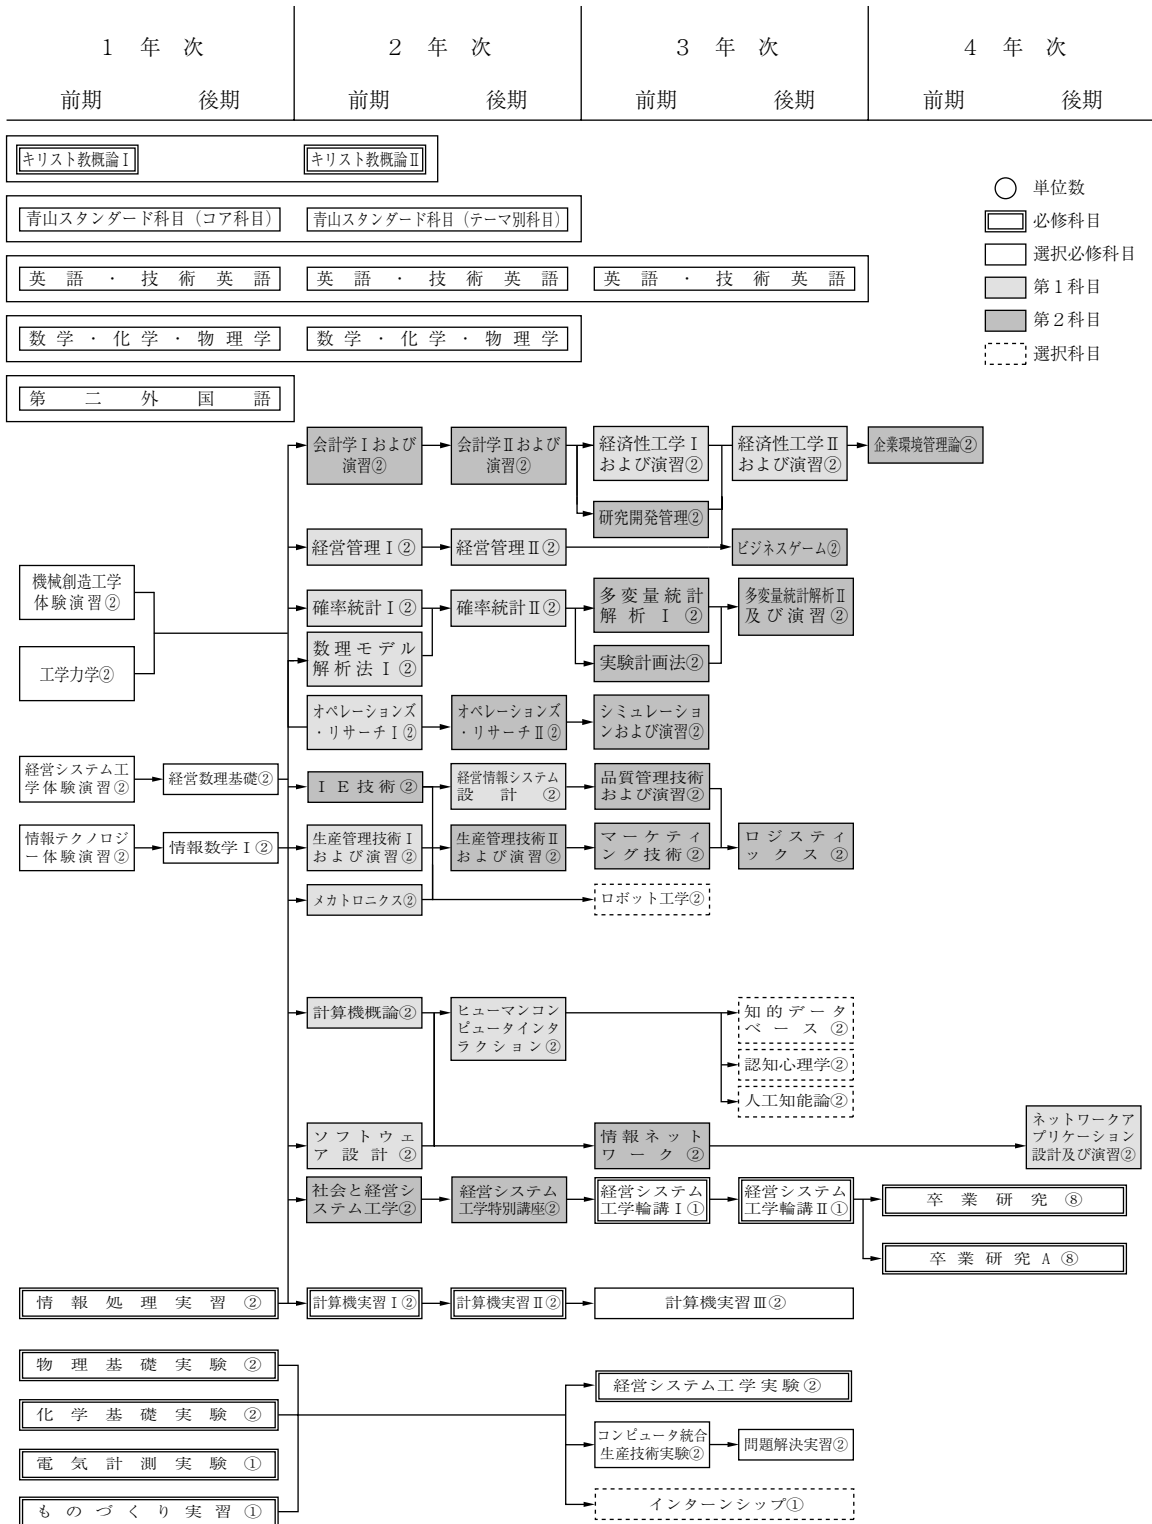 1 年 次
2 年 次
3 年 次
4 年 次
前期
後期
前期
後期
前期
後期
前期
後期
キリスト教概論Ⅰ
キリスト教概論Ⅱ
青山スタンダード科目（コア科目）
青山スタンダード科目（テーマ別科目）
英語・技術英語
英語・技術英語
英語・技術英語
数学・化学・物理学
数学・化学・物理学
第二外国語
○ 単位数
必修科目
選択必修科目
第１科目
第２科目
選択科目
会計学Ⅰおよび
演習②
会計学Ⅱおよび
演習②
経済性工学Ⅰ
および演習②
経済性工学Ⅱ
および演習②
企業環境管理論②
研究開発管理②
経営管理Ⅰ②
経営管理Ⅱ②
ビジネスゲーム②
機械創造工学
体験演習②
工学力学②
確率統計Ⅰ②
確率統計Ⅱ②
多変量統計
解析Ⅰ②
多変量統計解析Ⅱ
及び演習②
数理モデル
解析法Ⅰ②
実験計画法②
オペレーションズ
・リサーチⅠ②
オペレーションズ
・リサーチⅡ②
シミュレーショ
ンおよび演習②
経営システム工
学体験演習②
経営数理基礎②
ＩＥ技術②
経営情報システム
設計②
品質管理技術
および演習②
情報テクノロジ
ー体験演習②
情報数学Ⅰ②
生産管理技術Ⅰ
および演習②
生産管理技術Ⅱ
および演習②
マーケティ
ング技術②
ロジスティ
ックス②
メカトロニクス②
ロボット工学②
計算機概論②
ヒューマンコン
ピュータインタ
ラクション②
知的データ
ベース②
認知心理学②
人工知能論②
ソフトウェ
ア設計②
情報ネット
ワーク②
ネットワークア
プリケーション
設計及び演習②
社会と経営シ
ステム工学②
経営システム
工学特別講座②
経営システム
工学輪講Ⅰ①
経営システム
工学輪講Ⅱ①
卒業研究⑧
卒業研究A⑧
情報処理実習②
計算機実習Ⅰ②
計算機実習Ⅱ②
計算機実習Ⅲ②
物理基礎実験②
化学基礎実験②
電気計測実験①
ものづくり実習①
経営システム工学実験②
コンピュータ統合
生産技術実験②
問題解決実習②
インターンシップ①